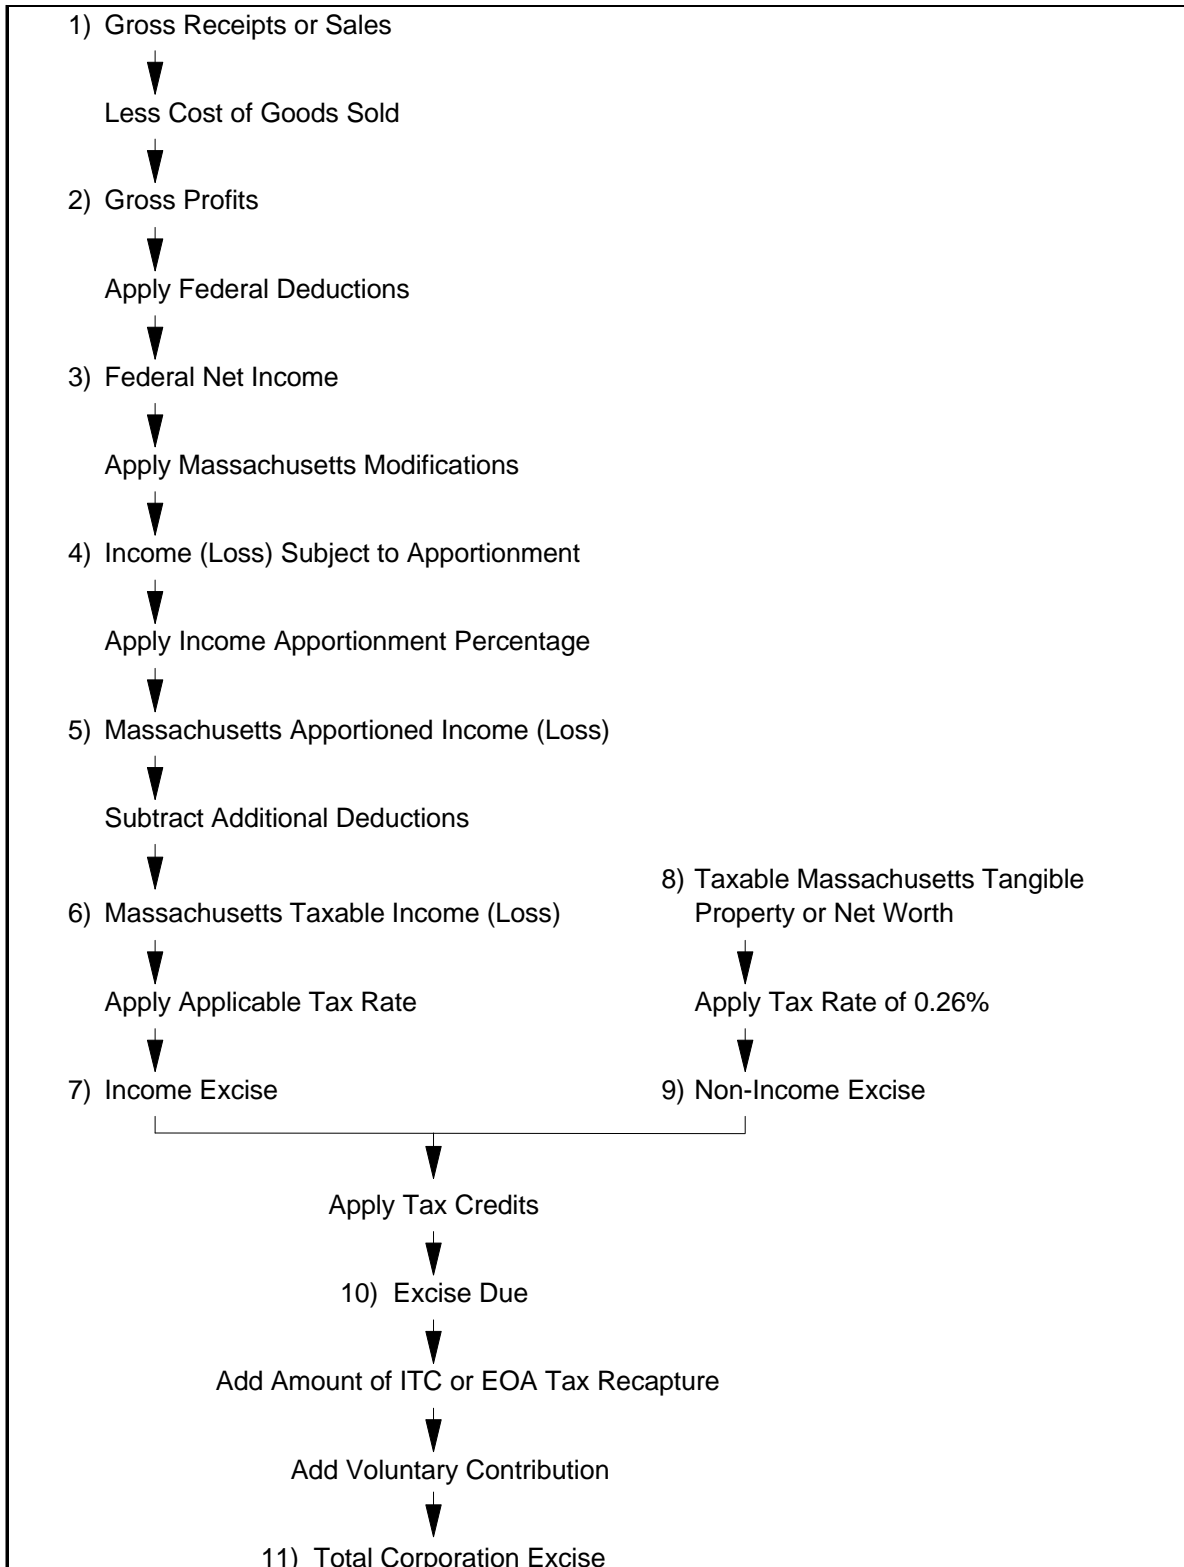 1) Gross Receipts or Sales
Less Cost of Goods Sold
2) Gross Profits
Apply Federal Deductions
3) Federal Net Income
Apply Massachusetts Modifications
4) Income (Loss) Subject to Apportionment
Apply Income Apportionment Percentage
5) Massachusetts Apportioned Income (Loss)
Subtract Additional Deductions
6) Massachusetts Taxable Income (Loss)
Apply Applicable Tax Rate
7) Income Excise
8) Taxable Massachusetts Tangible
Property or Net Worth
Apply Tax Rate of 0.26%
9) Non-Income Excise
Apply Tax Credits
10) Excise Due
Add Amount of ITC or EOA Tax Recapture
Add Voluntary Contribution
11) Total Corporation Excise